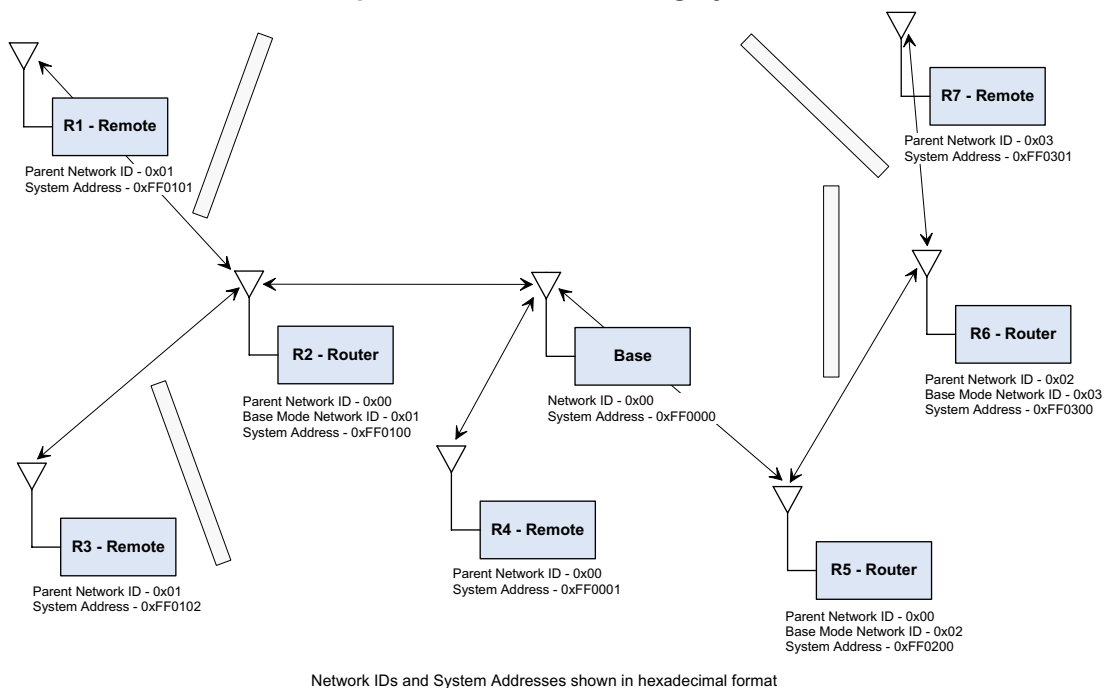 R1 - Remote
Parent Network ID - 0x01
System Address - 0xFF0101
R7 - Remote
Parent Network ID - 0x03
System Address - 0xFF0301
R2 - Router
Parent Network ID - 0x00
Base Mode Network ID - 0x01
System Address - 0xFF0100
Base
Network ID - 0x00
System Address - 0xFF0000
R6 - Router
Parent Network ID - 0x02
Base Mode Network ID - 0x03
System Address - 0xFF0300
R3 - Remote
Parent Network ID - 0x01
System Address - 0xFF0102
R4 - Remote
Parent Network ID - 0x00
System Address - 0xFF0001
R5 - Router
Parent Network ID - 0x00
Base Mode Network ID - 0x02
System Address - 0xFF0200
Network IDs and System Addresses shown in hexadecimal format